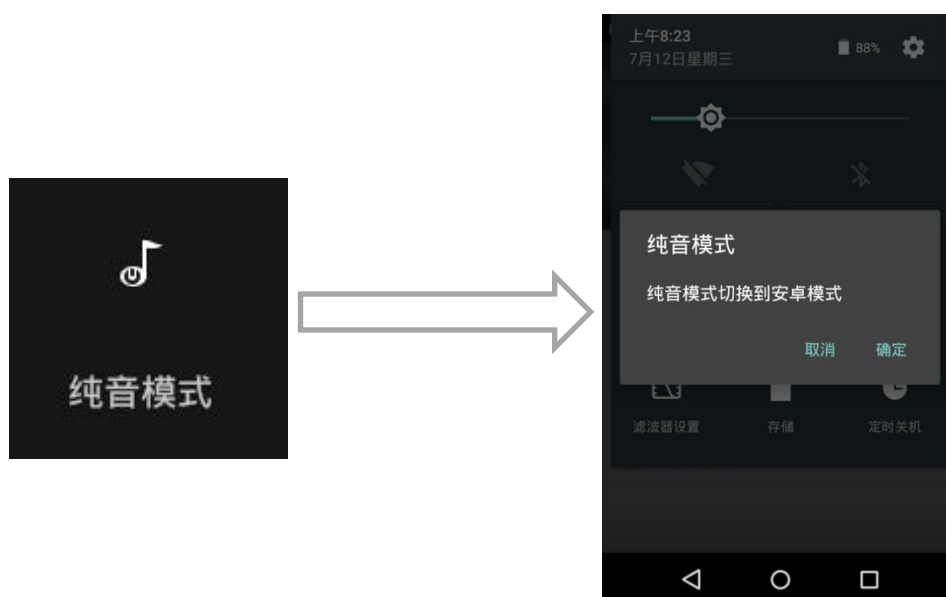 纯音模式
上午8:23
7月12日星期三
88%
纯音模式
纯音模式切换到安卓模式
取消 确定
滤波器设置 存储 定时关机